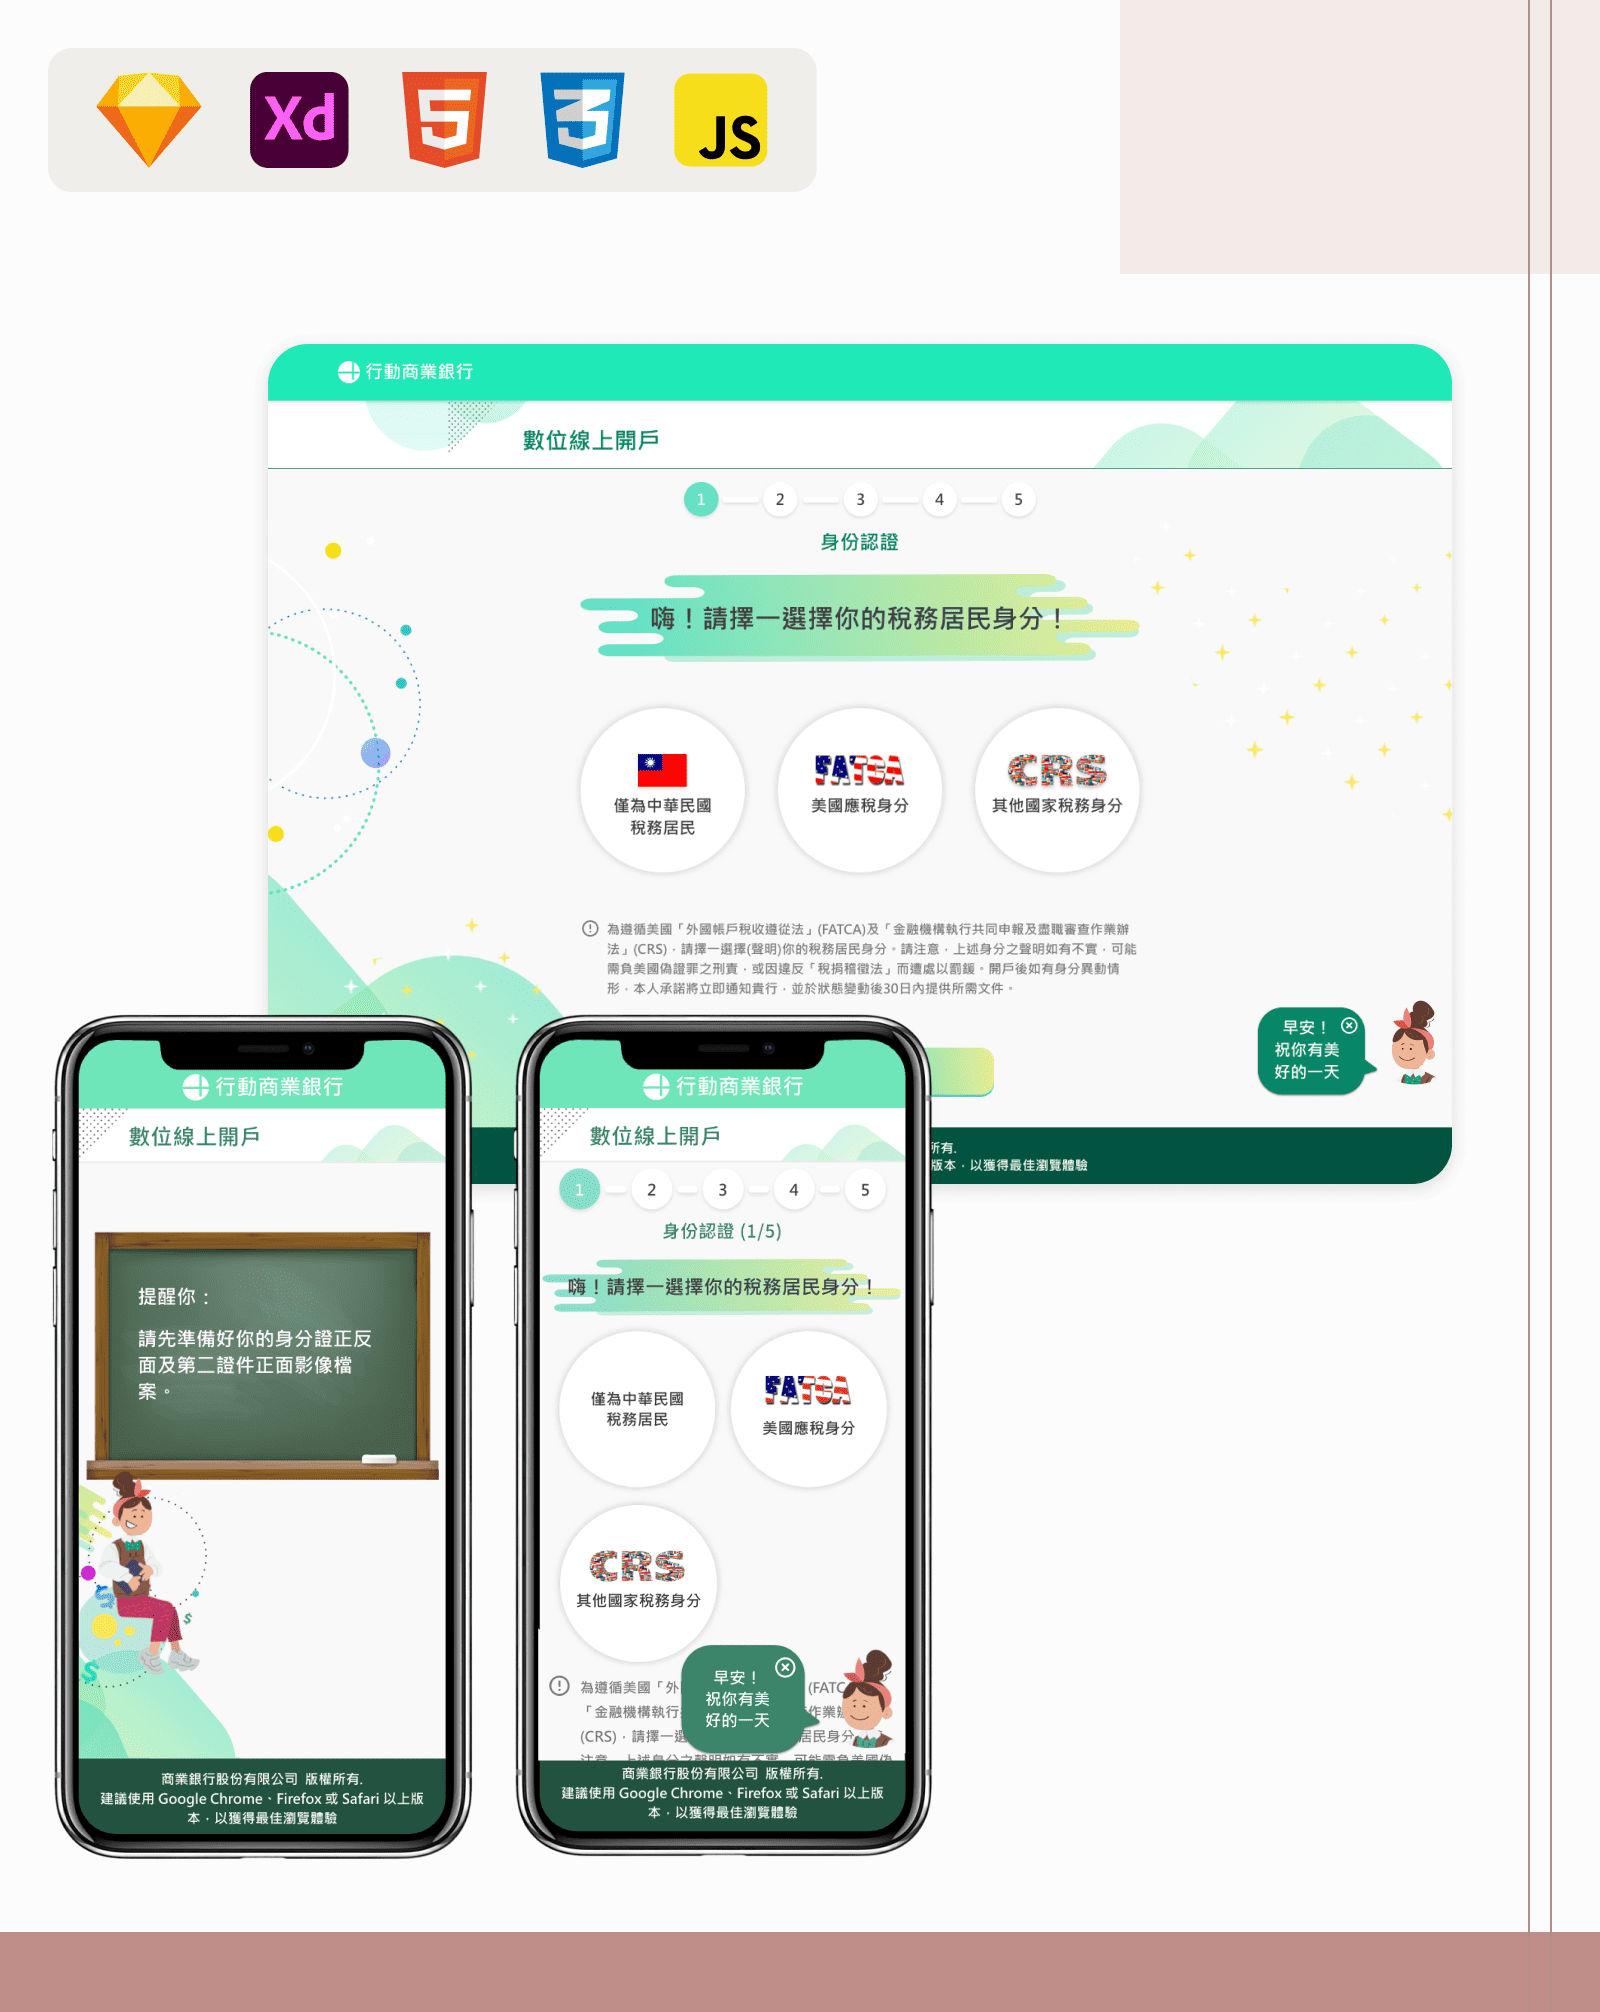 Xd
5
3
JS
行動商業銀行
數位線上開戶
1
2
3
4
5
身份認證
嗨！請擇一選擇你的稅務居民身分！
僅為中華民國
稅務居民
FATCA
美國應稅身分
CRS
其他國家稅務身分
為遵循美國「外國帳戶稅收遵從法」(FATCA)及「金融機構執行共同申報及盡職審查作業辦
法」(CRS)，請擇一選擇(聲明)你的稅務居民身分。請注意，上述身分之聲明如有不實，可能
需負美國偽證罪之刑責，或因違反「稅捐稽徵法」而遭處以罰鍰。開戶後如有身分異動情
形，本人承諾將立即通知貴行，並於狀態變動後30日內提供所需文件。
早安！
祝你有美
好的一天
所有.
版本，以獲得最佳瀏覽體驗
行動商業銀行
數位線上開戶
提醒你：
請先準備好你的身分證正反
面及第二證件正面影像檔
案。
商業銀行股份有限公司 版權所有.
建議使用 Google Chrome、Firefox 或 Safari 以上版
本，以獲得最佳瀏覽體驗
行動商業銀行
數位線上開戶
1
2
3
4
5
身份認證 (1/5)
嗨！請擇一選擇你的稅務居民身分！
僅為中華民國
稅務居民
FATCA
美國應稅身分
CRS
其他國家稅務身分
為遵循美國「外 (FATC
「金融機構執行 作業
(CRS)，請擇一選 居民身分
注意，上述身分之聲明如有不實，可能需負美國偽
早安！
祝你有美
好的一天
商業銀行股份有限公司 版權所有.
建議使用 Google Chrome、Firefox 或 Safari 以上版
本，以獲得最佳瀏覽體驗